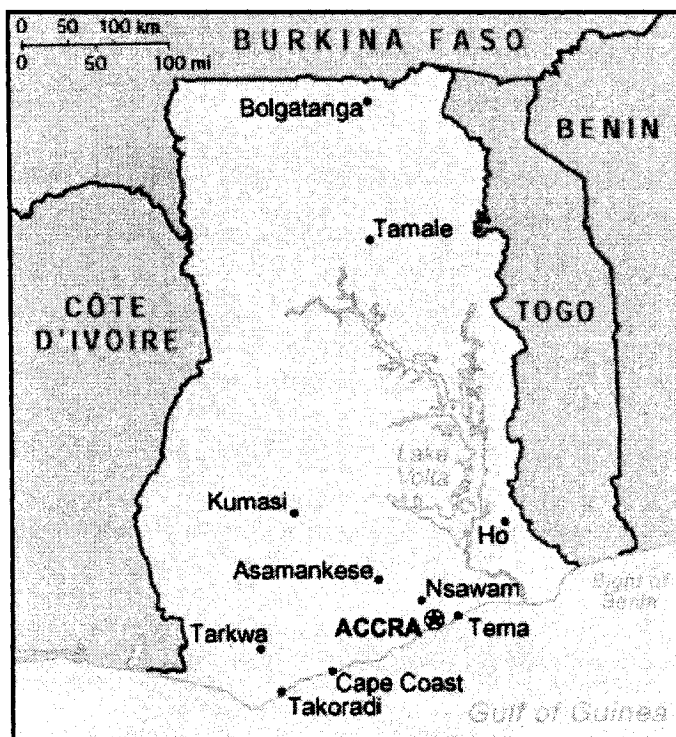 0 50 100 km
0 50 100 mi
BURKINA FASO
Bolgatanga
BENIN
Tamale
CÔTE
D'IVOIRE
TOGO
Lake
Volta
Kumasi
Ho
Asamankese
Nsawam
Bight of
Benin
ACCRA
Tema
Tarkwa
Cape Coast
Takoradi
Gulf of Guinea